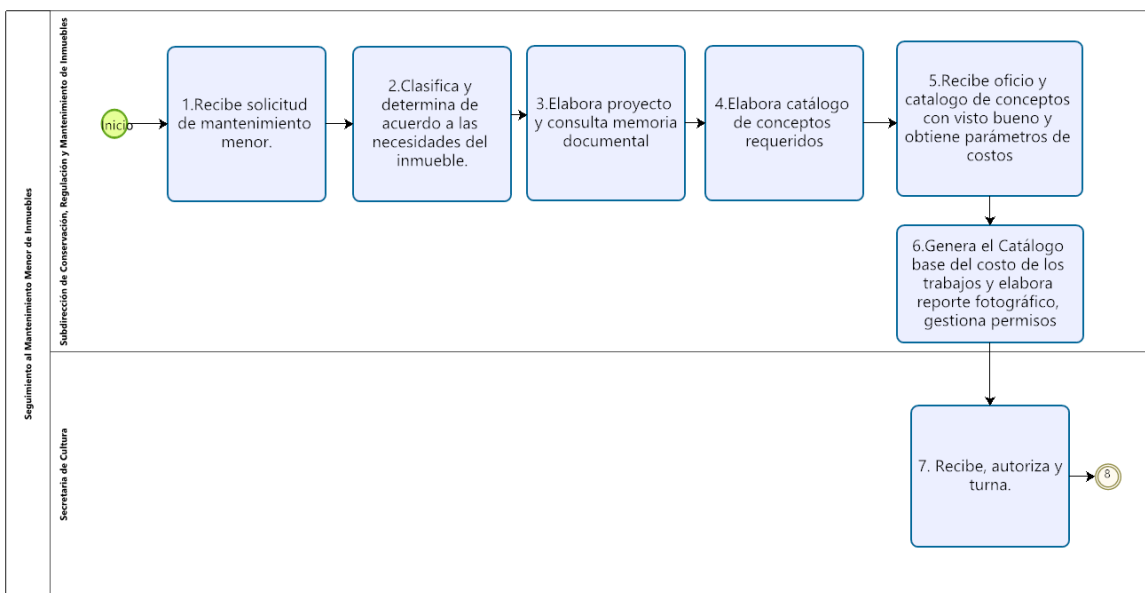 Seguimiento al Mantenimiento Menor de Inmuebles
Subdirección de Conservación, Regulación y Mantenimiento de Inmuebles
Inicio
1.Recibe solicitud
de mantenimiento
menor.
2.Clasifica y
determina de
acuerdo a las
necesidades del
inmueble.
3.Elabora proyecto
y consulta memoria
documental
4.Elabora catálogo
de conceptos
requeridos
5.Recibe oficio y
catalogo de conceptos
con visto bueno y
obtiene parámetros de
costos
6.Genera el Catálogo
base del costo de los
trabajos y elabora
reporte fotográfico,
gestiona permisos
Secretaria de Cultura
7. Recibe, autoriza y
turna.
8